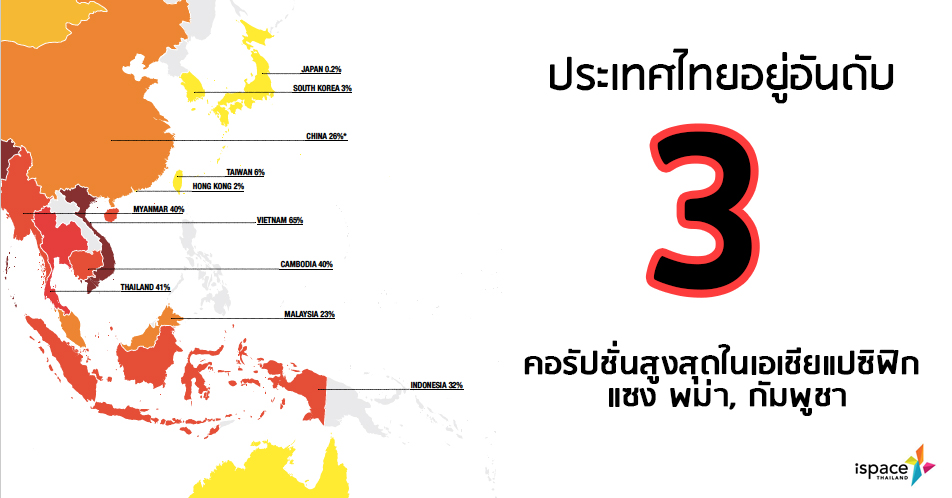 JAPAN 0.2%
SOUTH KOREA 3%
CHINA 26%*
TAIWAN 6%
HONG KONG 2%
MYANMAR 40%
VIETNAM 65%
CAMBODIA 40%
THAILAND 41%
MALAYSIA 23%
INDONESIA 32%
ประเทศไทยอยู่อันดับ
3
คอรัปชั่นสูงสุดในเอเชียแปซิฟิก
แซง พม่า, กัมพูชา
ispace
THAILAND